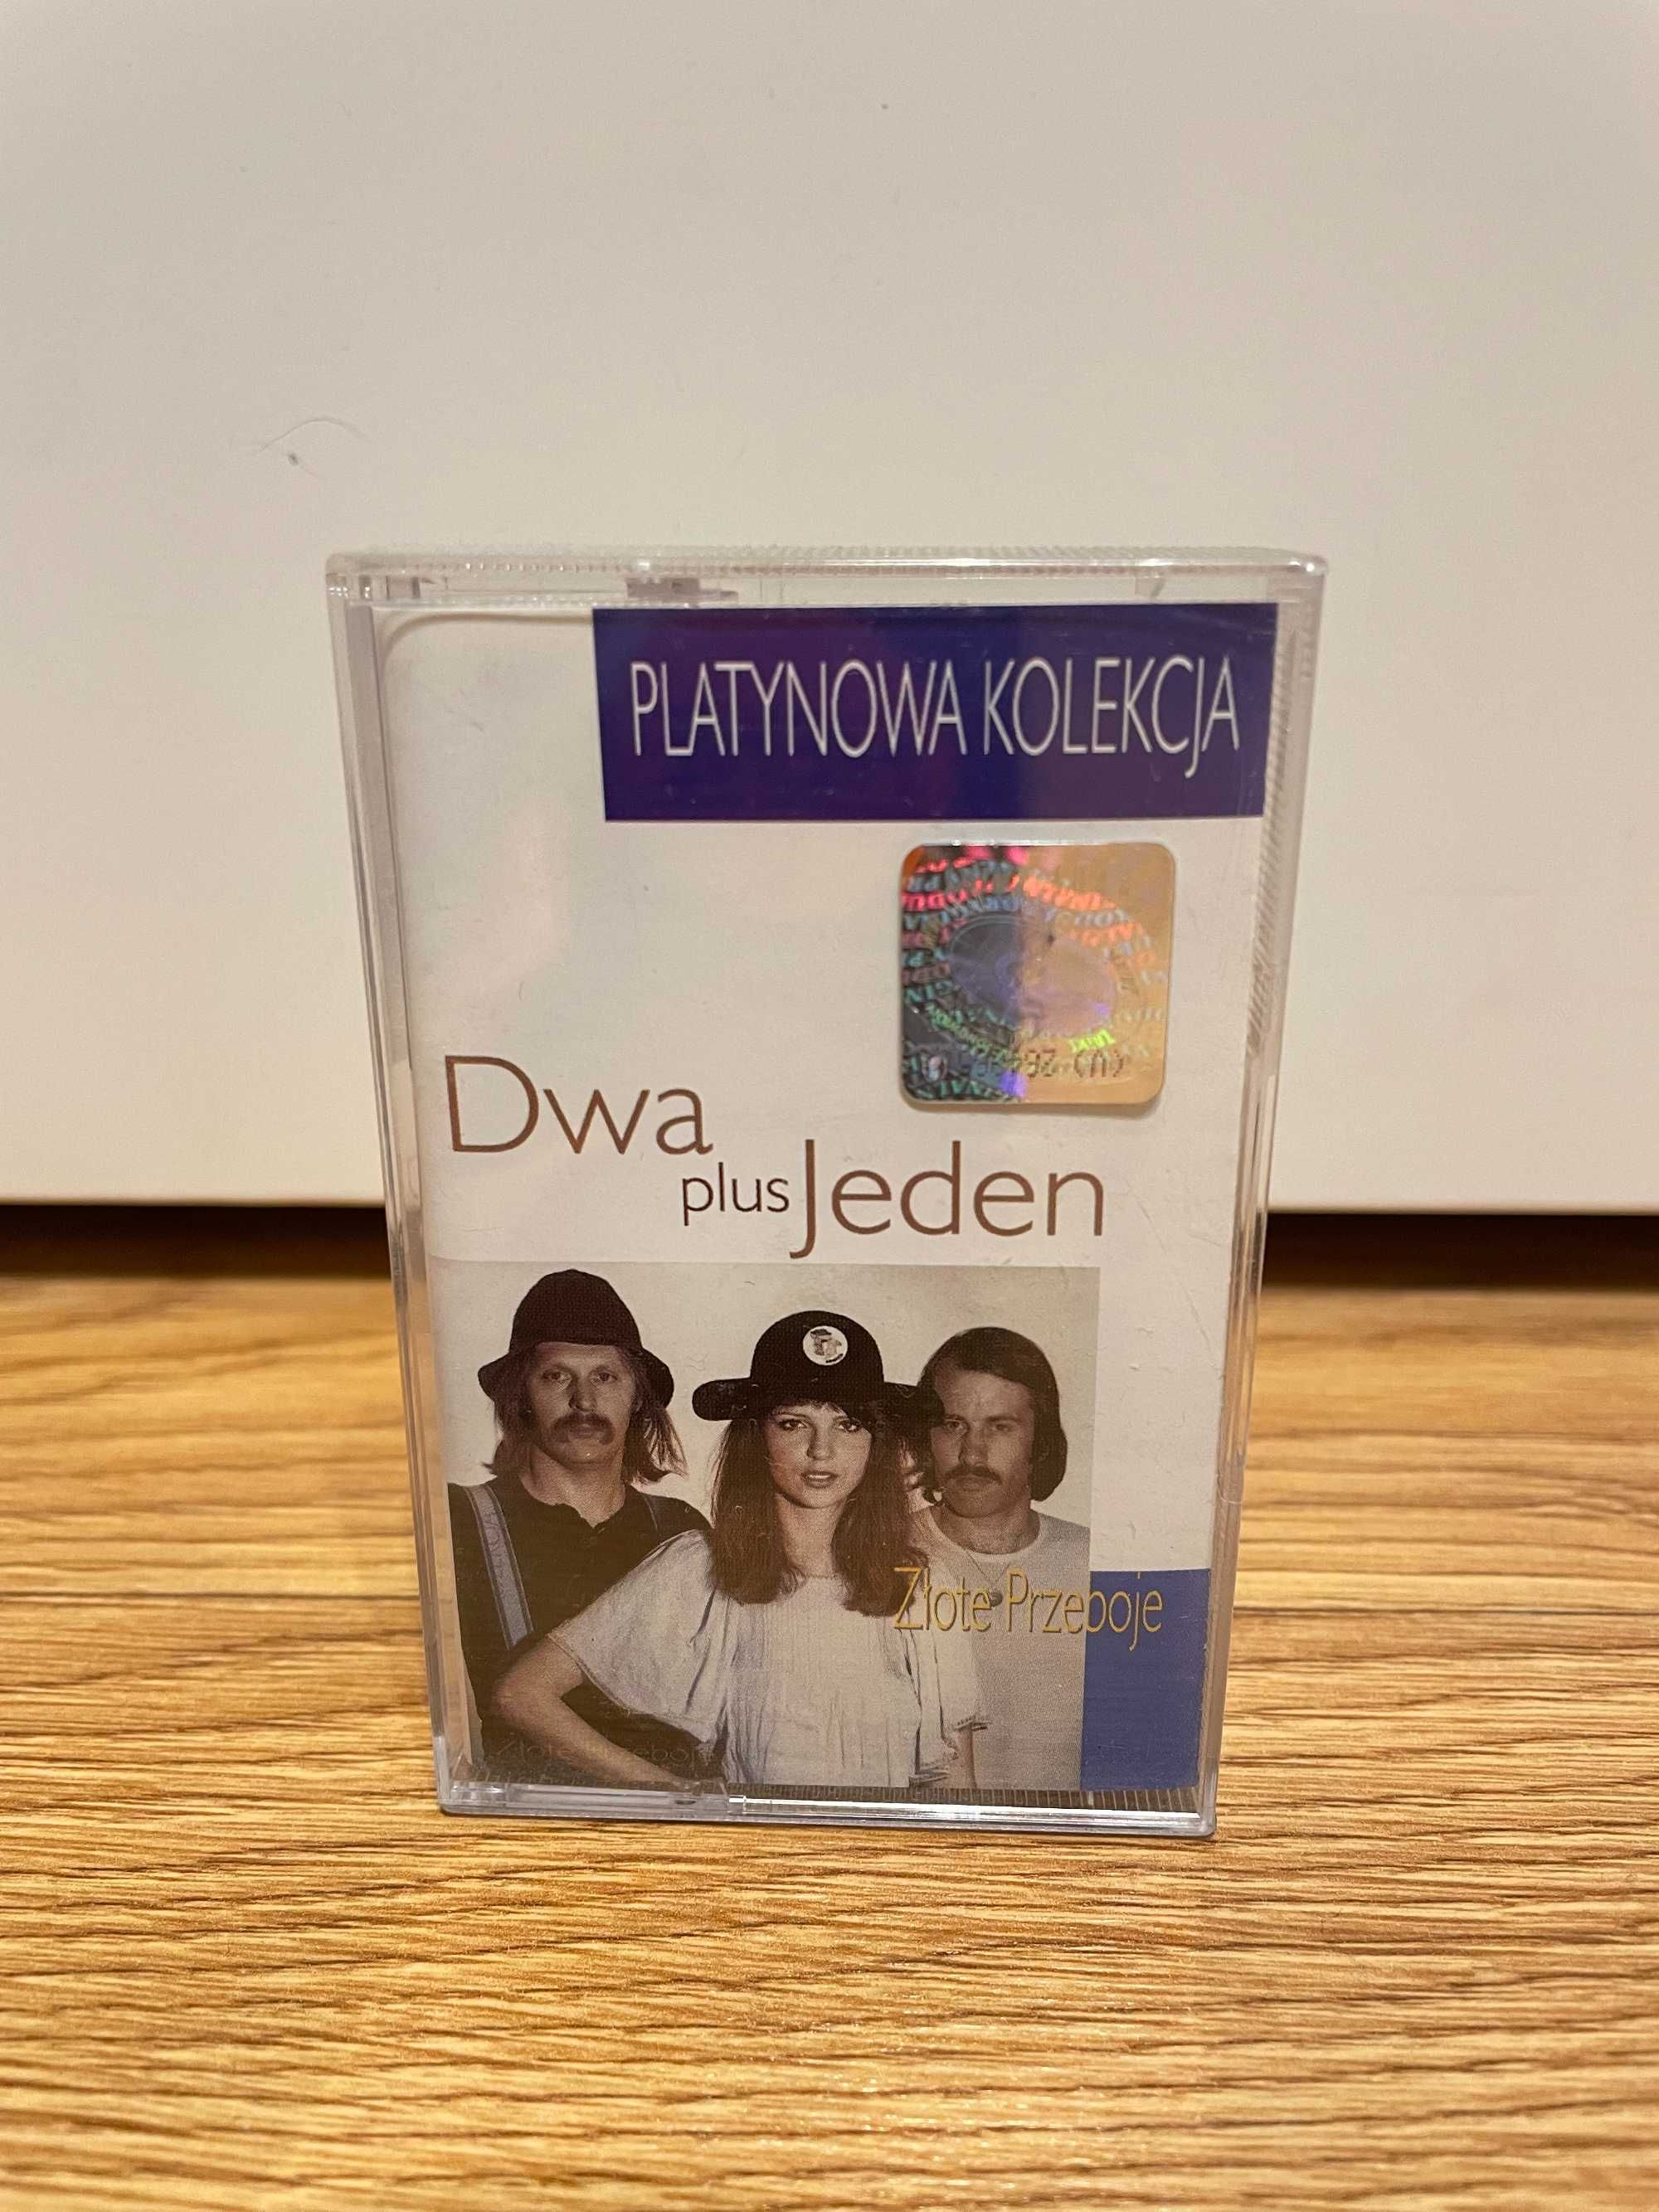 PLATYNOWA KOLEKCJA
Dwa
plus Jeden
Złote Przeboje